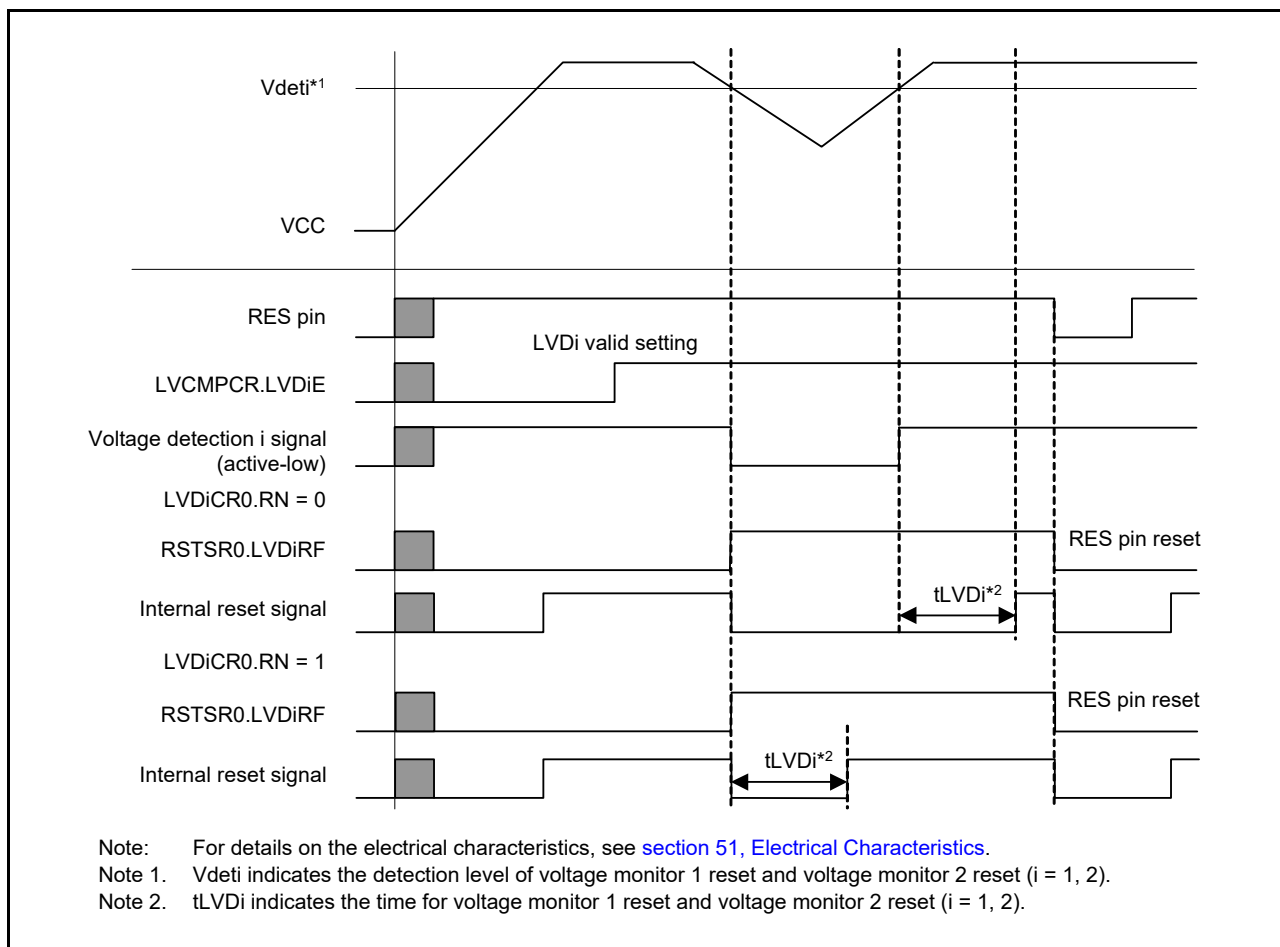 Vdeti*1
VCC
RES pin
LVDi valid setting
LVCMPCR.LVDiE
Voltage detection i signal
(active-low)
LVDiCR0.RN = 0
RSTSR0.LVDiRF
RES pin reset
tLVDi*2
Internal reset signal
LVDiCR0.RN = 1
RSTSR0.LVDiRF
RES pin reset
tLVDi*2
Internal reset signal
Note: For details on the electrical characteristics, see section 51, Electrical Characteristics.
Note 1. Vdeti indicates the detection level of voltage monitor 1 reset and voltage monitor 2 reset (i = 1, 2).
Note 2. tLVDi indicates the time for voltage monitor 1 reset and voltage monitor 2 reset (i = 1, 2).